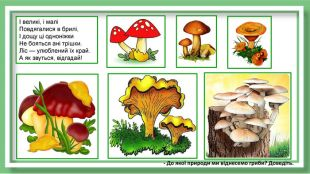 І великі, і малі
Повдягалися в брилі,
І дощу ці одноніжки
Не бояться ані трішки.
Ліс — улюблений їх край.
А як звуться, відгадай!
- До якої природи ми віднесемо гриби? Доведіть.